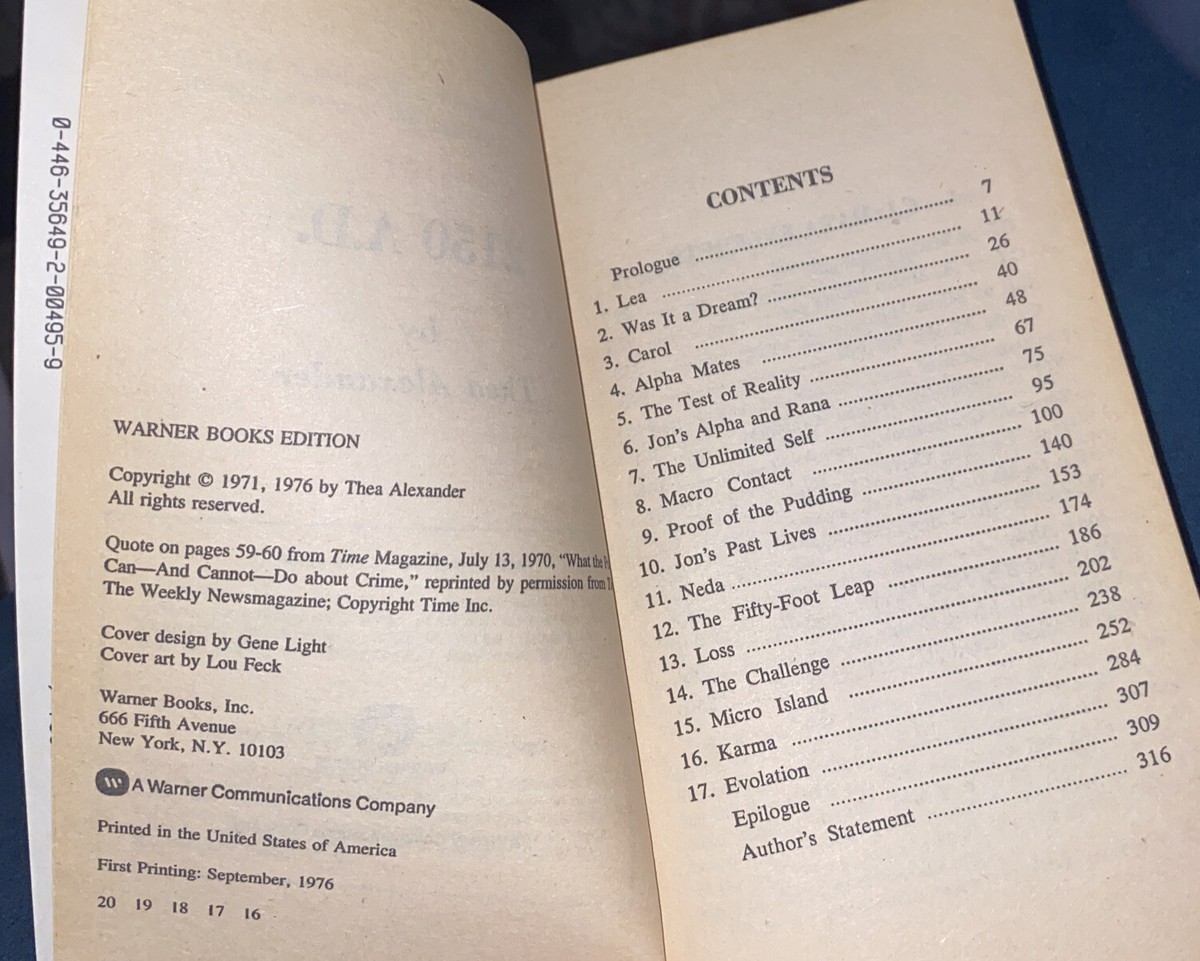 0-446-35649-2-00495-9
WARNER BOOKS EDITION
Copyright © 1971, 1976 by Thea Alexander
All rights reserved.
Quote on pages 59-60 from Time Magazine, July 13, 1970, “What the
Can—And Cannot—Do about Crime,” reprinted by permission from
The Weekly Newsmagazine; Copyright Time Inc.
Cover design by Gene Light
Cover art by Lou Feck
Warner Books, Inc.
666 Fifth Avenue
New York, N.Y. 10103
A Warner Communications Company
Printed in the United States of America
First Printing: September, 1976
20 19 18 17 16
CONTENTS
Prologue ........ 7
1. Lea ........ 11
2. Was It a Dream? ........ 26
3. Carol ........ 40
4. Alpha Mates ........ 48
5. The Test of Reality ........ 67
6. Jon's Alpha and Rana ........ 75
7. The Unlimited Self ........ 95
8. Macro Contact ........ 100
9. Proof of the Pudding ........ 140
10. Jon's Past Lives ........ 153
11. Neda ........ 174
12. The Fifty-Foot Leap ........ 186
13. Loss ........ 202
14. The Challenge ........ 238
15. Micro Island ........ 252
16. Karma ........ 284
17. Evolation ........ 307
Epilogue ........ 309
Author's Statement ........ 316